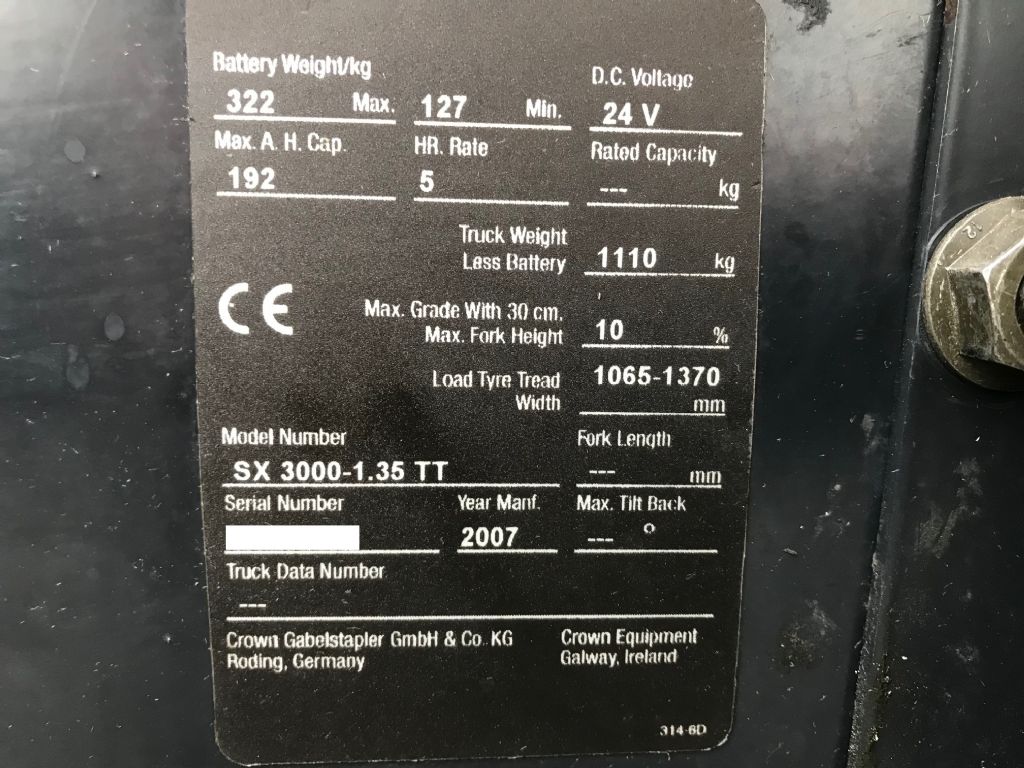 Battery Weight/kg
D.C. Voltage
322 Max. 127 Min. 24 V
Max. A. H. Cap. HR. Rate Rated Capacity
192 5 --- kg
Truck Weight
Less Battery 1110 kg
CE
Max. Grade With 30 cm.
Max. Fork Height 10 %
Load Tyre Tread 1065-1370
Width mm
Model Number Fork Length
SX 3000-1.35 TT --- mm
Serial Number Year Manf. Max. Tilt Back
2007 --- °
Truck Data Number
---
Crown Gabelstapler GmbH & Co. KG Crown Equipment
Roding, Germany Galway, Ireland
314-6D
12